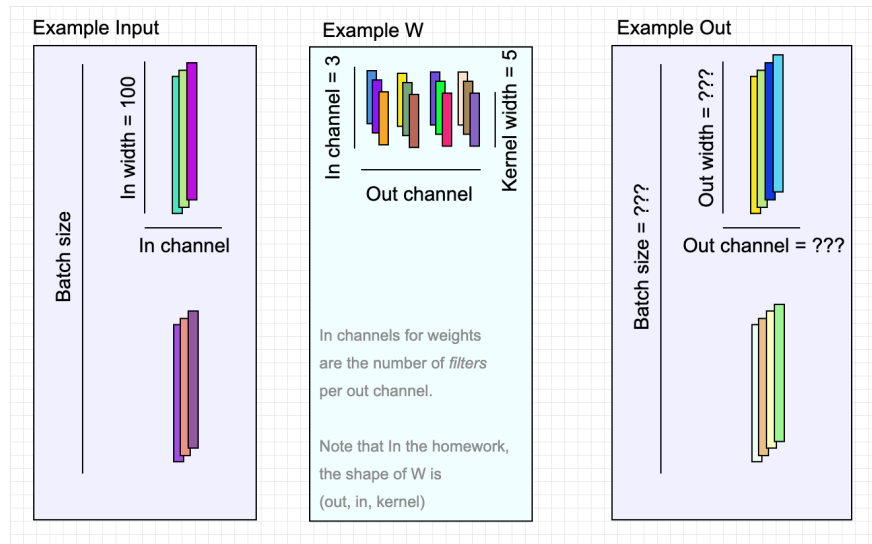 Example Input
Batch size
In width = 100
In channel
Example W
In channel = 3
Kernel width = 5
Out channel
In channels for weights
are the number of filters
per out channel.
Note that In the homework,
the shape of W is
(out, in, kernel)
Example Out
Batch size = ???
Out width = ???
Out channel = ???